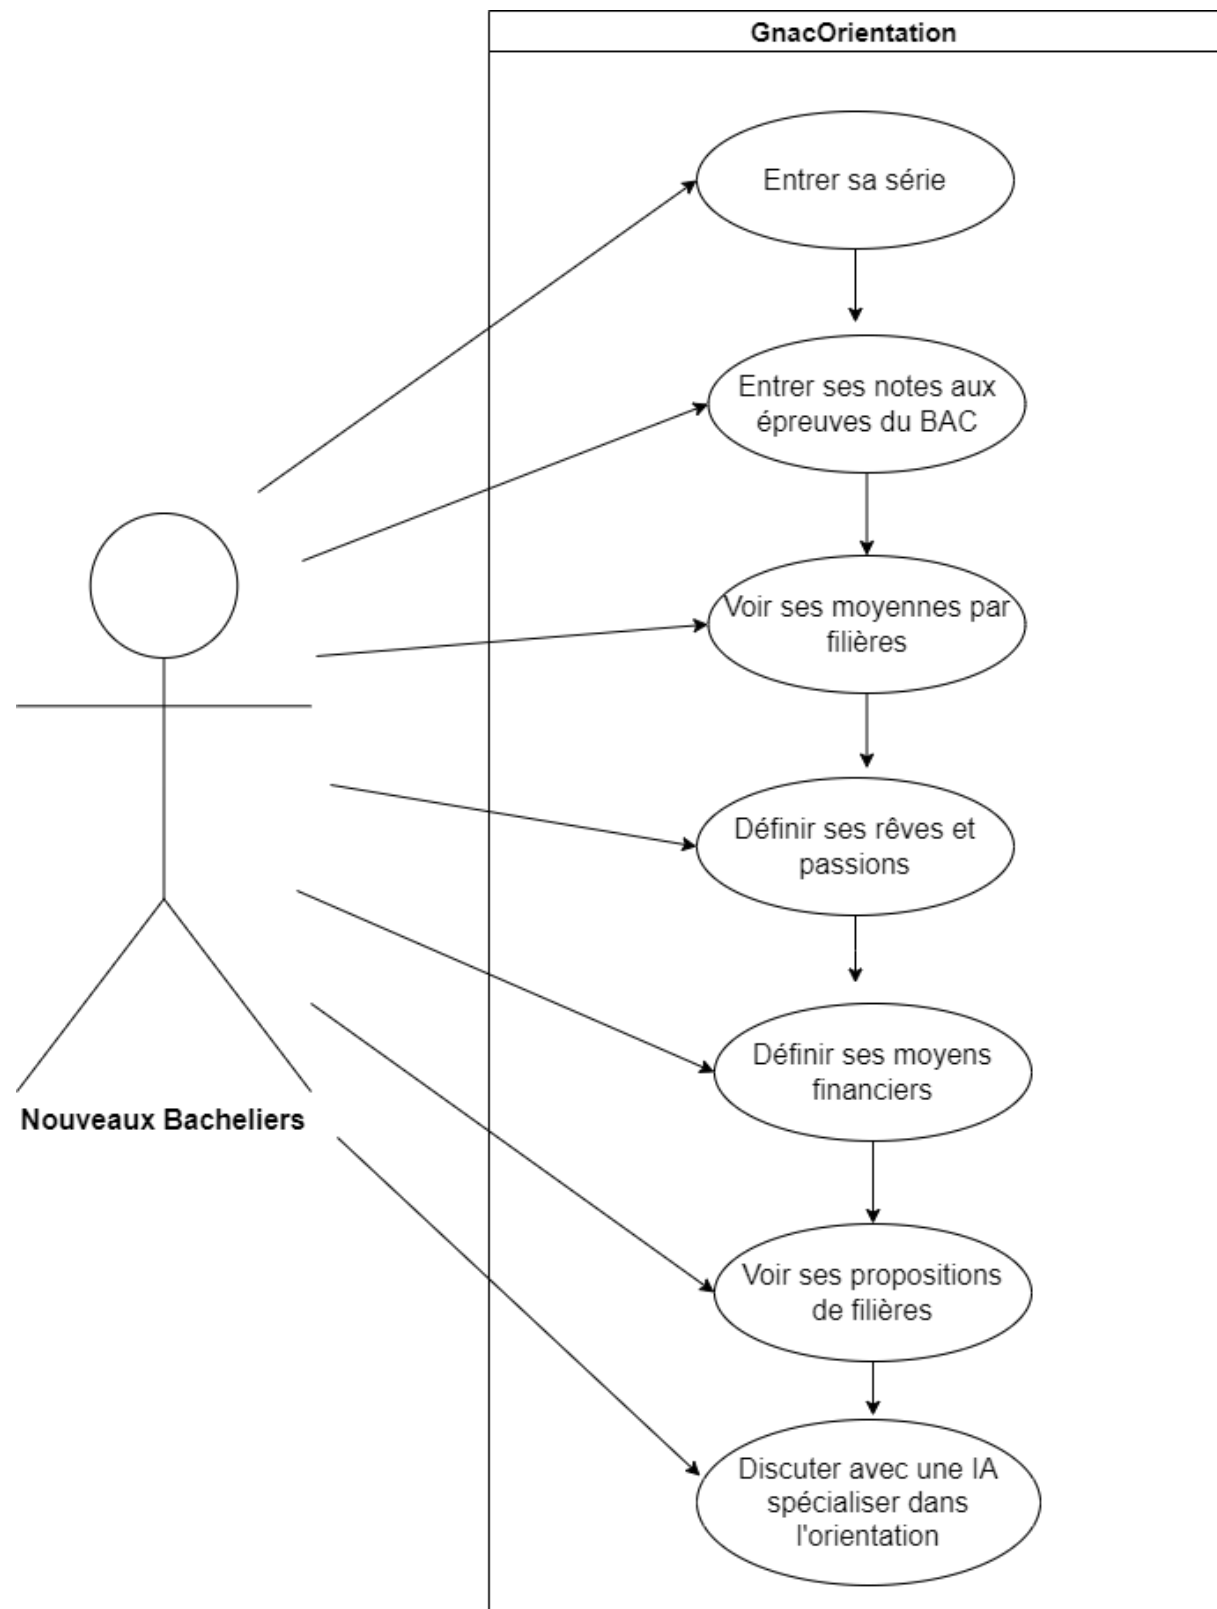 GnacOrientation
Entrer sa série
Entrer ses notes aux
épreuves du BAC
Voir ses moyennes par
filières
Définir ses rêves et
passions
Définir ses moyens
financiers
Nouveaux Bacheliers
Voir ses propositions
de filières
Discuter avec une IA
spécialiser dans
l'orientation